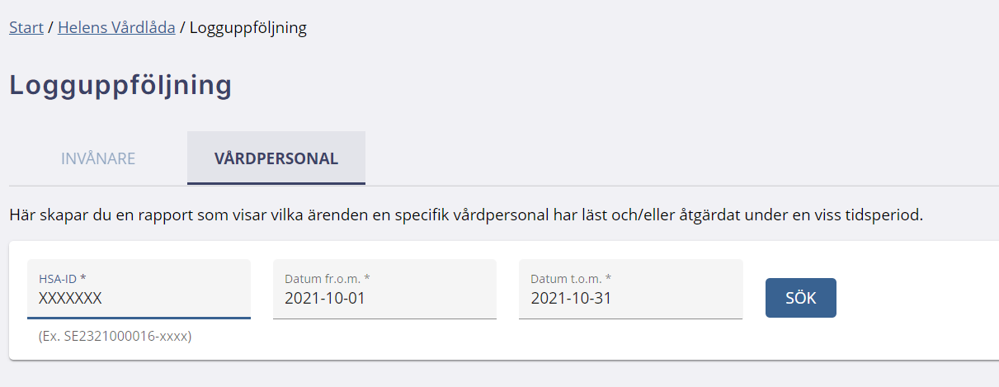 Start / Helens Vårdlåda / Logguppföljning
Logguppföljning
INVÅNARE VÅRDPERSONAL
Här skapar du en rapport som visar vilka ärenden en specifik vårdpersonal har läst och/eller åtgärdat under en viss tidsperiod.
HSA-ID * Datum fr.o.m. * Datum t.o.m. *
XXXXXXX 2021-10-01 2021-10-31 SÖK
(Ex. SE2321000016-xxxx)